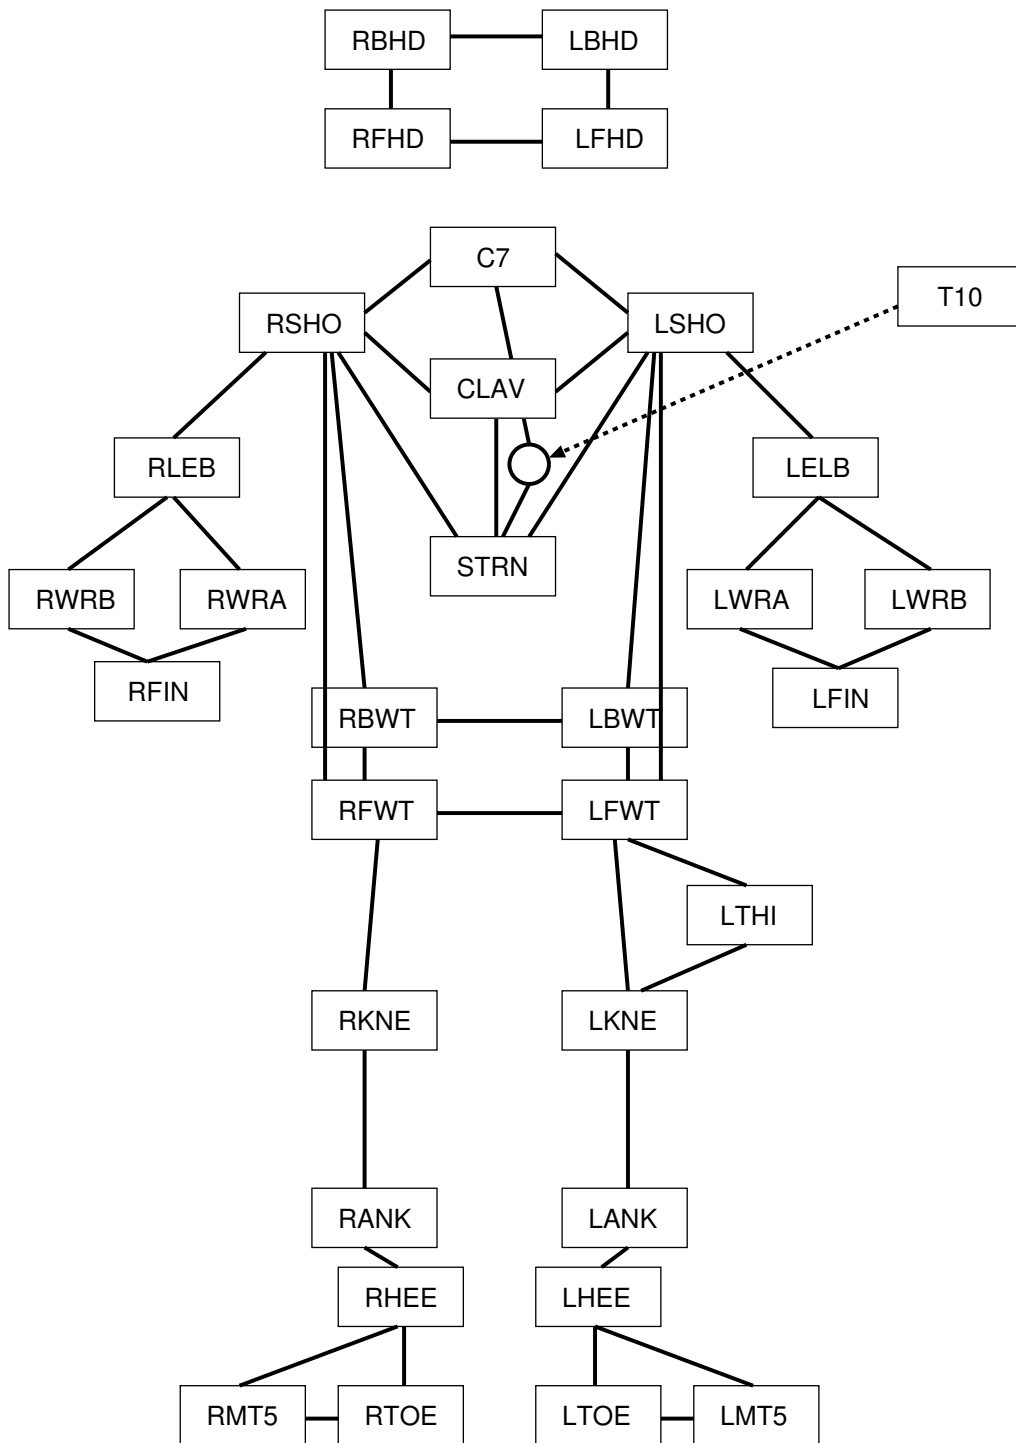 RBHD LBHD
RFHD LFHD
C7
T10
RSHO LSHO
CLAV
RLEB LELB
STRN
RWRB RWRA LWRA LWRB
RFIN LFIN
RBWT LBWT
RFWT LFWT
LTHI
RKNE LKNE
RANK LANK
RHEE LHEE
RMT5 RTOE LTOE LMT5